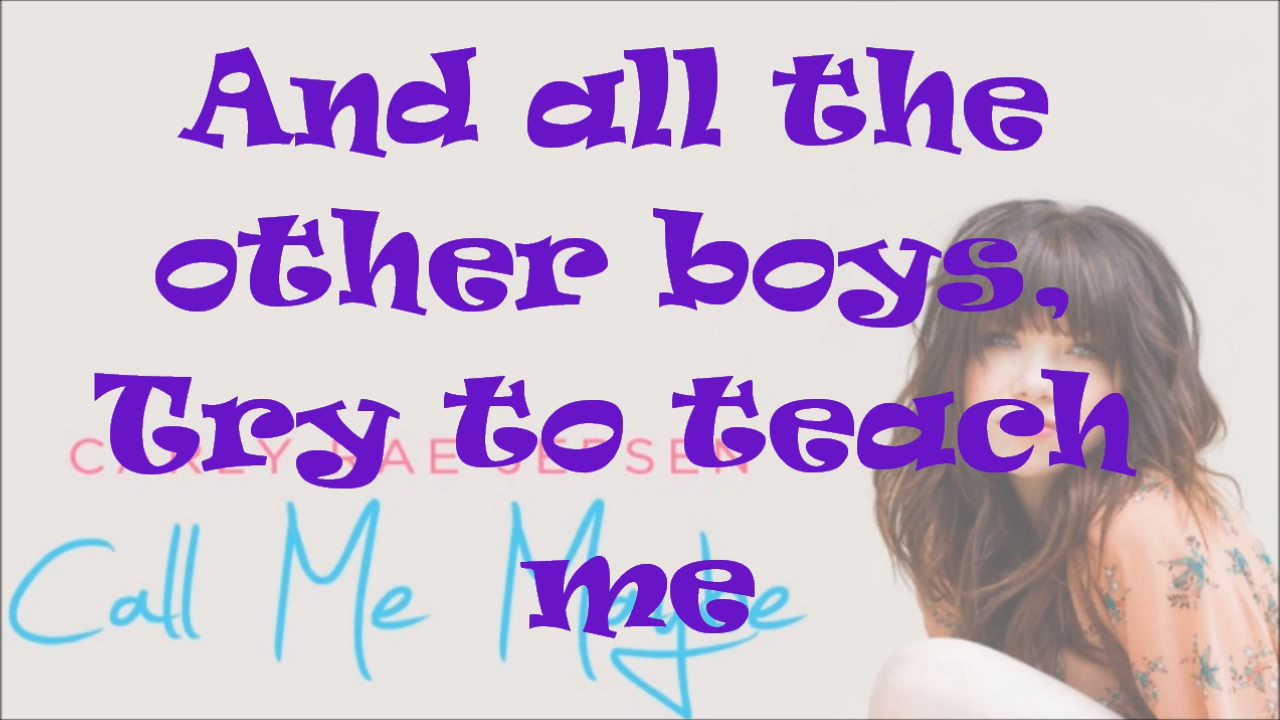 And all the
other boys,
Try to teach
CARLY RAE JEPSEN
me
Call Me Maybe